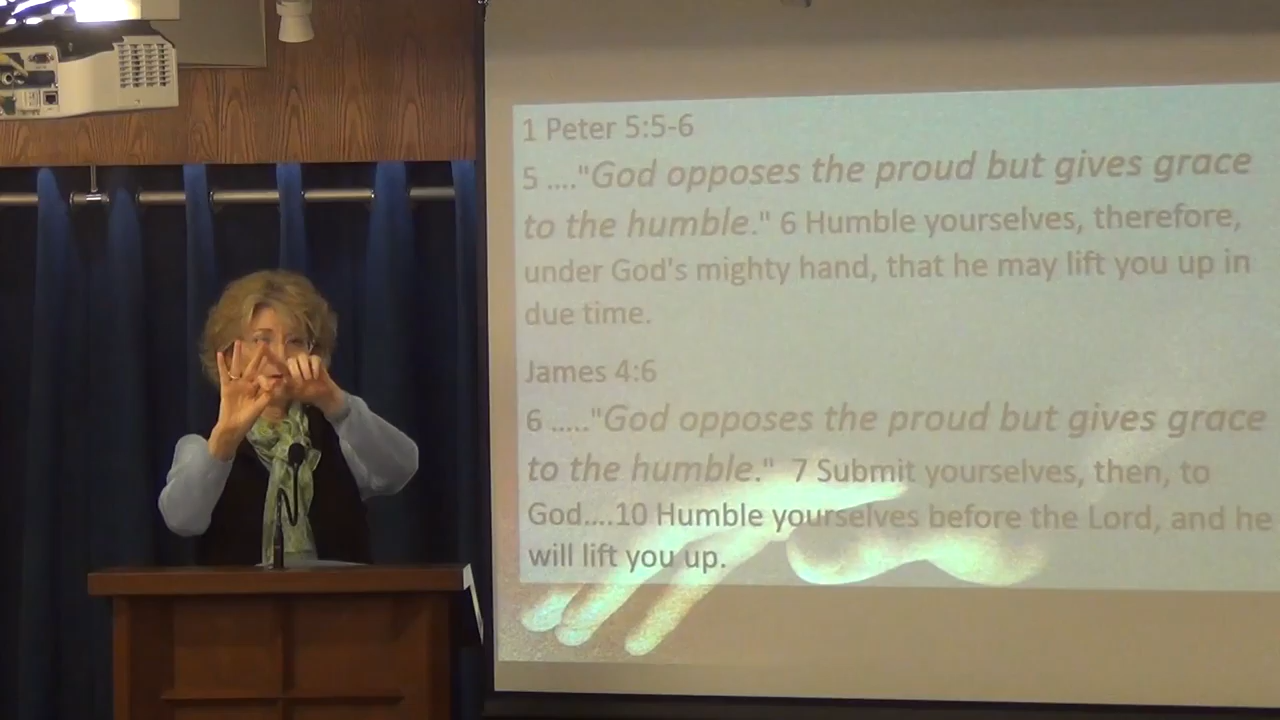 1 Peter 5:5-6
5 ...."God opposes the proud but gives grace
to the humble." 6 Humble yourselves, therefore,
under God's mighty hand, that he may lift you up in
due time.
James 4:6
6 ....."God opposes the proud but gives grace
to the humble." 7 Submit yourselves, then, to
God....10 Humble yourselves before the Lord, and he
will lift you up.